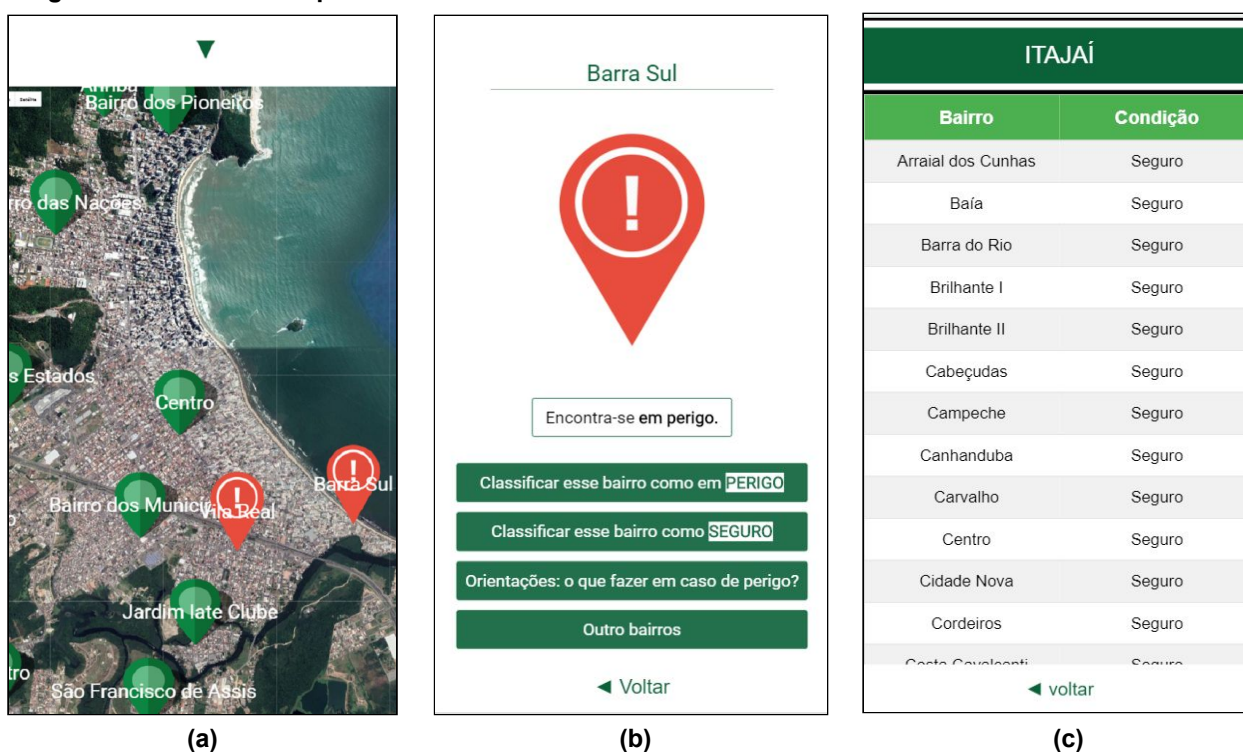 Bairro dos Pioneiros
Centro
Barra Sul
Vila Real
Jardim Iate Clube
São Francisco de Assis
(a)
Barra Sul
!
Encontra-se em perigo.
Classificar esse bairro como em PERIGO
Classificar esse bairro como SEGURO
Orientações: o que fazer em caso de perigo?
Outro bairros
◄ Voltar
(b)
ITAJAÍ
Bairro Condição
Arraial dos Cunhas Seguro
Baía Seguro
Barra do Rio Seguro
Brilhante I Seguro
Brilhante II Seguro
Cabeçudas Seguro
Campeche Seguro
Canhanduba Seguro
Carvalho Seguro
Centro Seguro
Cidade Nova Seguro
Cordeiros Seguro
◄ voltar
(c)